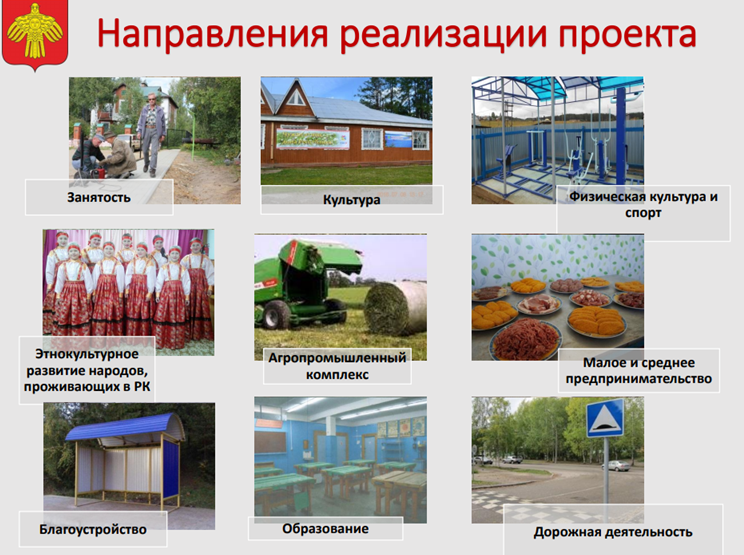 Направления реализации проекта
Занятость
Культура
Физическая культура и
спорт
Этнокультурное
развитие народов,
проживающих в РК
Агропромышленный
комплекс
Малое и среднее
предпринимательство
Благоустройство
Образование
Дорожная деятельность